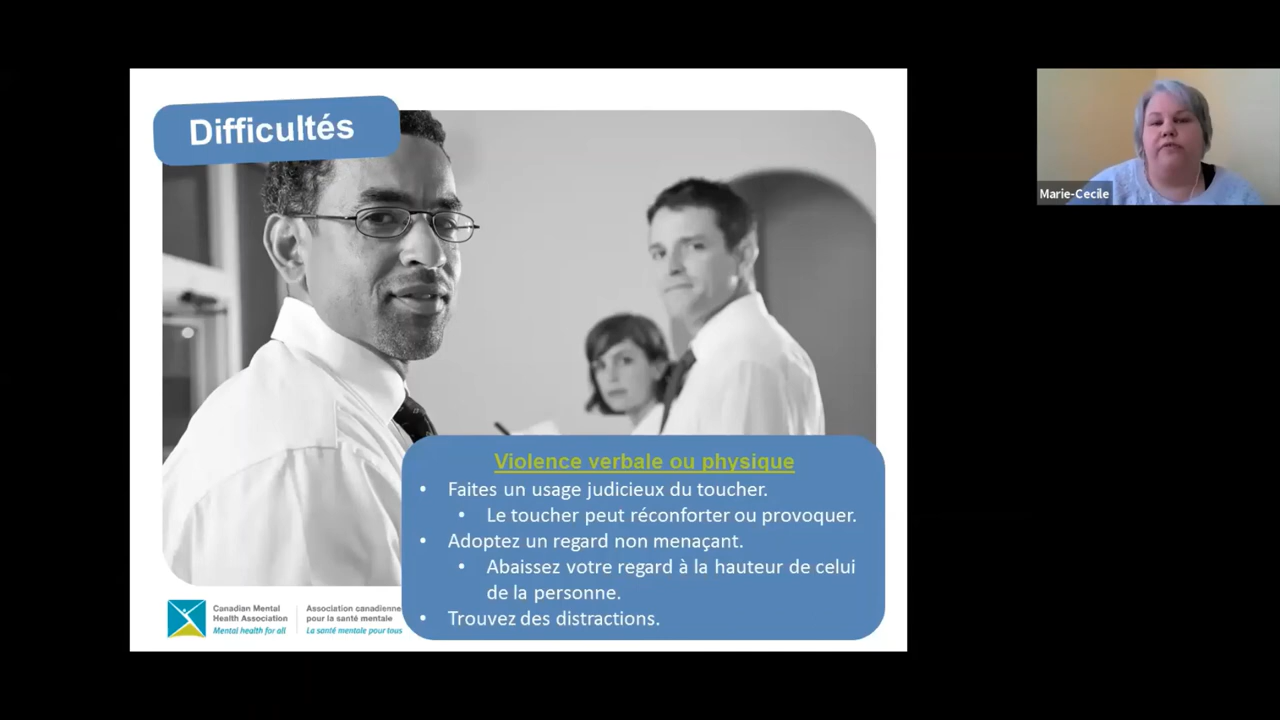 Difficultés
Marie-Cecile
Violence verbale ou physique
• Faites un usage judicieux du toucher.
• Le toucher peut réconforter ou provoquer.
• Adoptez un regard non menaçant.
• Abaissez votre regard à la hauteur de celui
de la personne.
• Trouvez des distractions.
Canadian Mental
Health Association
Mental health for all
Association canadienne
pour la santé mentale
La santé mentale pour tous